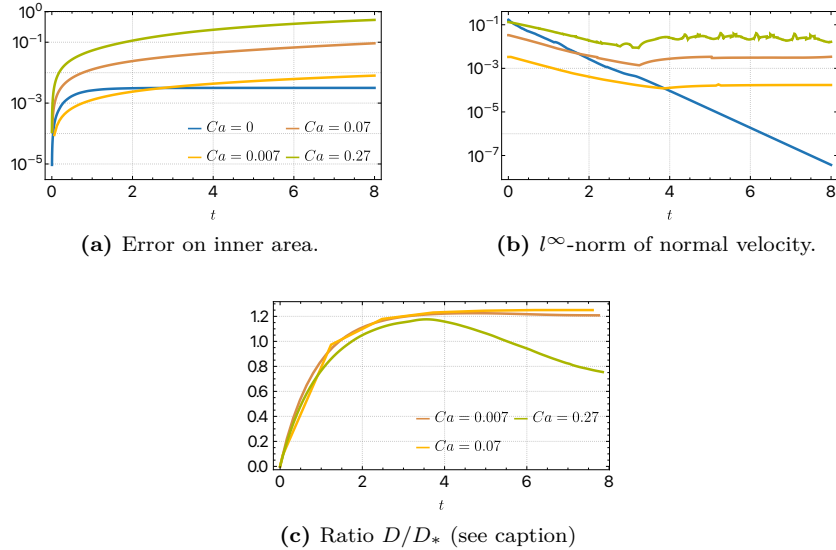 10^0
10^-1
10^-3
10^-5
Ca = 0
Ca = 0.07
Ca = 0.007
Ca = 0.27
0 2 4 6 8
t
(a) Error on inner area.
10^-1
10^-3
10^-5
10^-7
0 2 4 6 8
t
(b) l^∞-norm of normal velocity.
1.2
1.0
0.8
0.6
0.4
0.2
0.0
Ca = 0.007
Ca = 0.27
Ca = 0.07
0 2 4 6 8
t
(c) Ratio D/D_* (see caption)